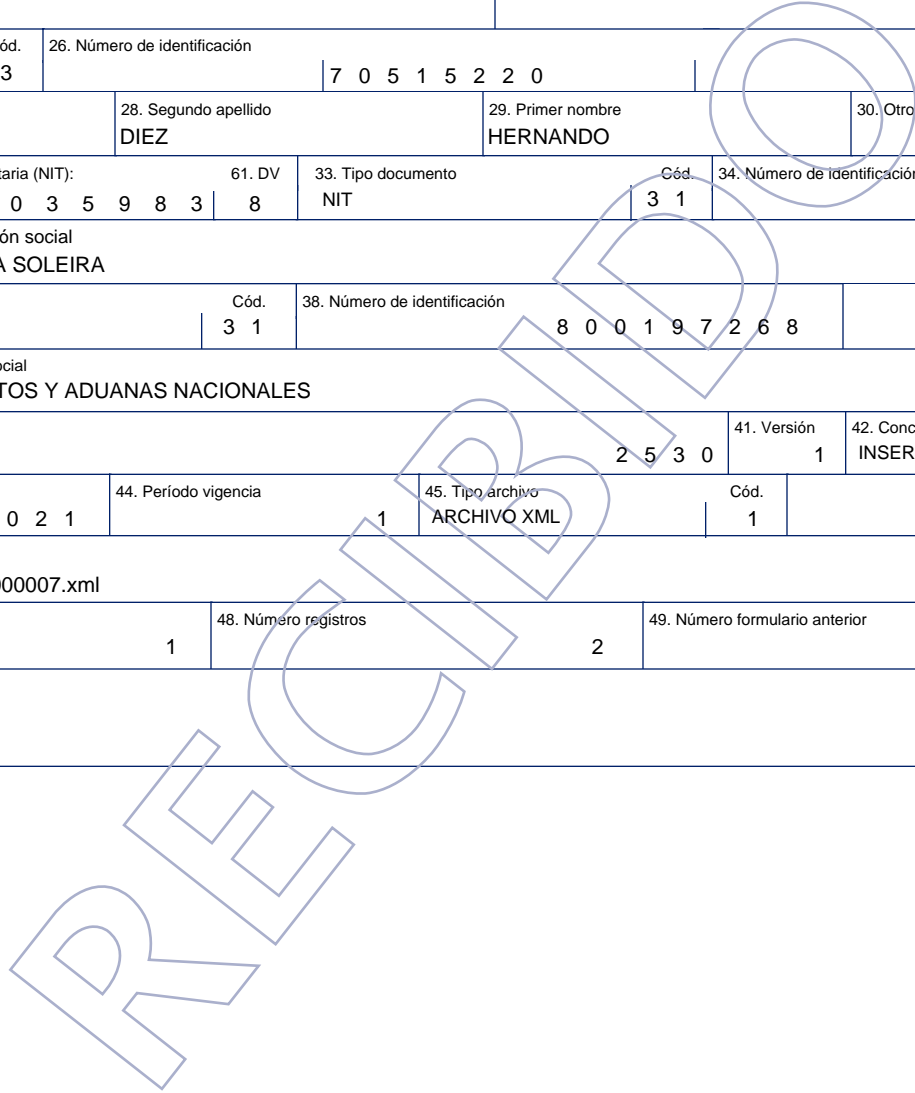 ód. 26. Número de identificación
3 7 0 5 1 5 2 2 0
28. Segundo apellido 29. Primer nombre 30. Otro
DIEZ HERNANDO
taria (NIT): 61. DV 33. Tipo documento Cód. 34. Número de identificación
0 3 5 9 8 3 8 NIT 3 1
ón social
A SOLEIRA
Cód. 38. Número de identificación
3 1 8 0 0 1 9 7 2 6 8
ocial
TOS Y ADUANAS NACIONALES
41. Versión 42. Conc
2 5 3 0 1 INSER
44. Período vigencia 45. Tipo archivo Cód.
0 2 1 1 ARCHIVO XML 1
000007.xml
48. Número registros 49. Número formulario anterior
1 2
RECIBIDO